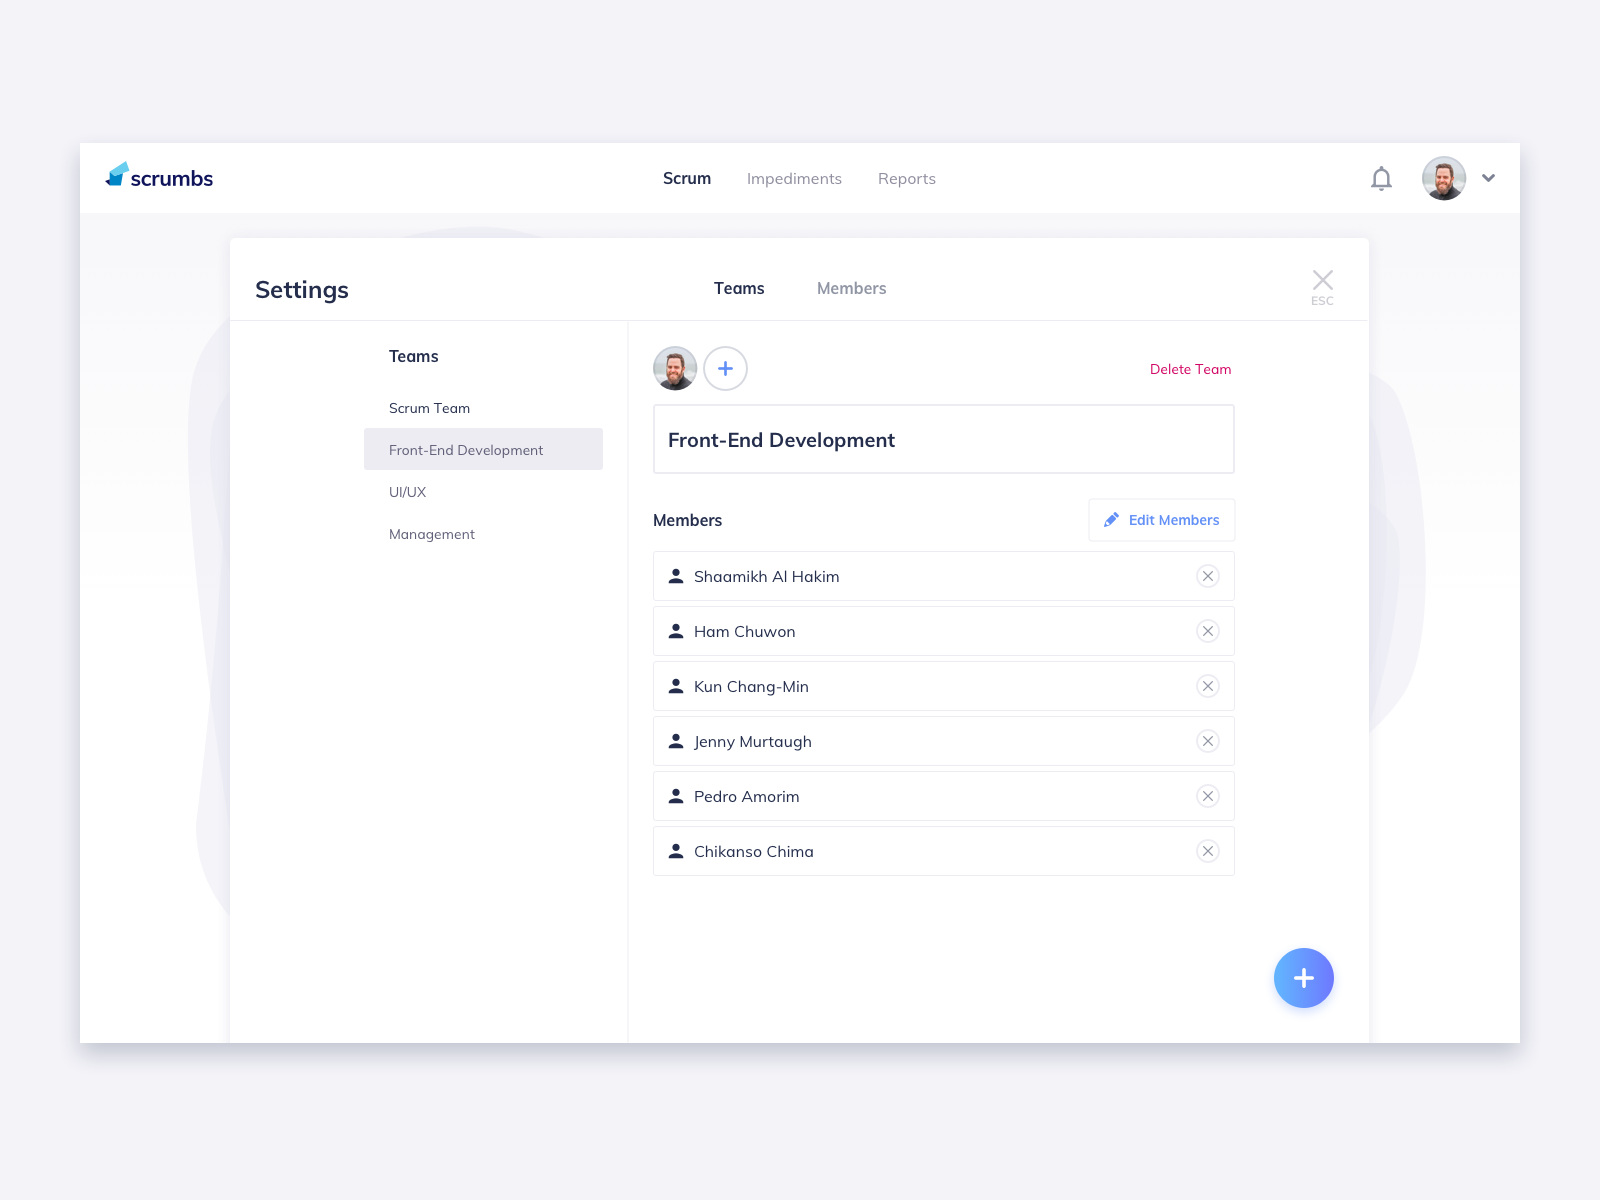 scrumbs
Scrum Impediments Reports
Settings
Teams Members
ESC
Teams
Scrum Team
Front-End Development
UI/UX
Management
Delete Team
Front-End Development
Members
Edit Members
Shaamikh Al Hakim
Ham Chuwon
Kun Chang-Min
Jenny Murtaugh
Pedro Amorim
Chikanso Chima